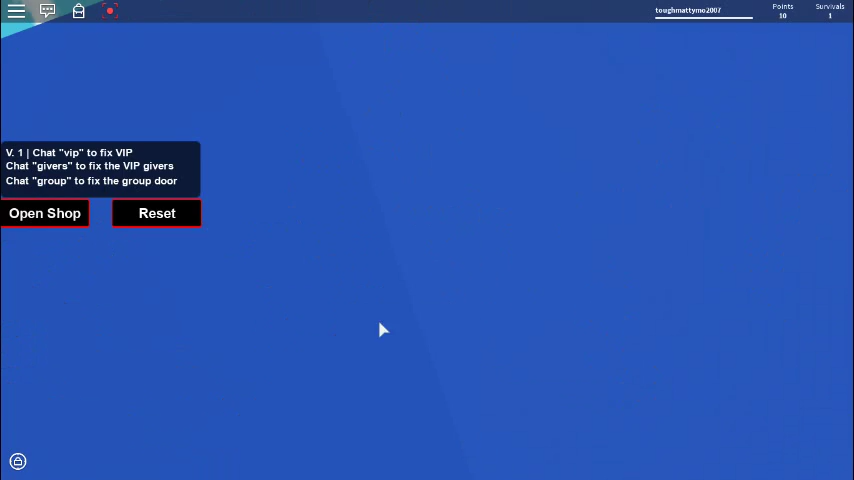 toughmattymo2007
Points
10
Survivals
1
V. 1 | Chat "vip" to fix VIP
Chat "givers" to fix the VIP givers
Chat "group" to fix the group door
Open Shop
Reset